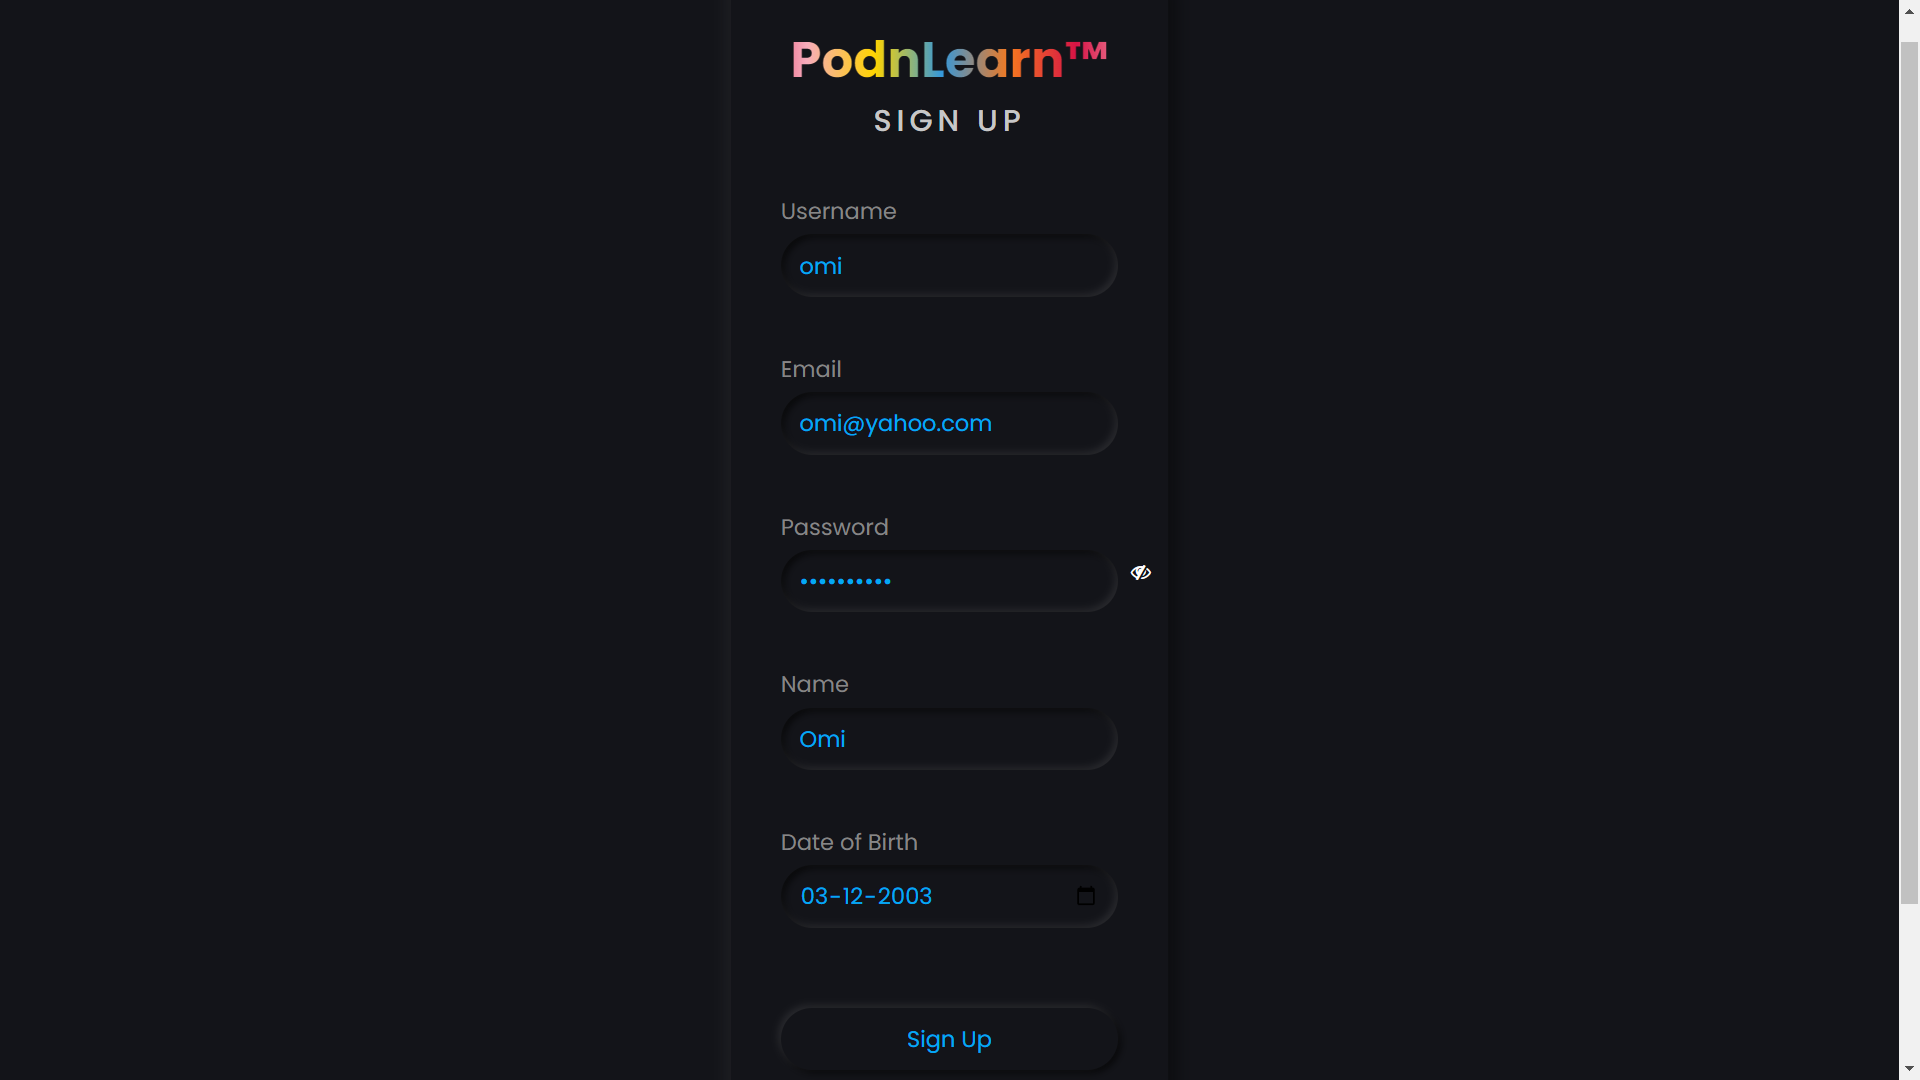 PodnLearn™
SIGN UP
Username
omi
Email
omi@yahoo.com
Password
••••••••••
Name
Omi
Date of Birth
03-12-2003
Sign Up